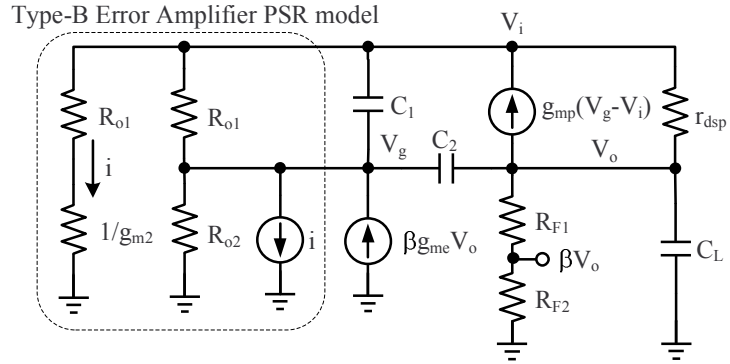 Type-B Error Amplifier PSR model
V_i
R_o1
R_o1
C_1
g_mp(V_g-V_i)
r_dsp
i
V_g
C_2
V_o
1/g_m2
R_o2
i
βg_meV_o
R_F1
βV_o
C_L
R_F2